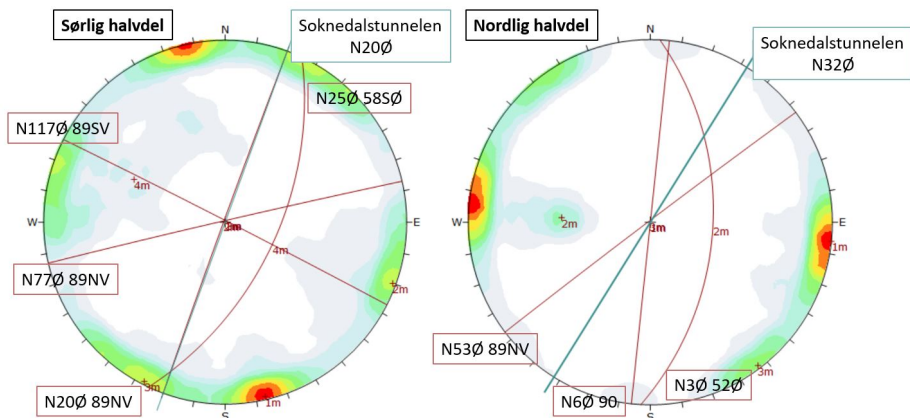 Sørlig halvdel
N
Soknedalstunnelen
N20Ø
N25Ø 58SØ
N117Ø 89SV
4m
W
E
4m
N77Ø 89NV
2m
3m
1m
N20Ø 89NV
S
Nordlig halvdel
N
Soknedalstunnelen
N32Ø
W
2m
E
1m
2m
1m
N53Ø 89NV
3m
N6Ø 90
N3Ø 52Ø
S